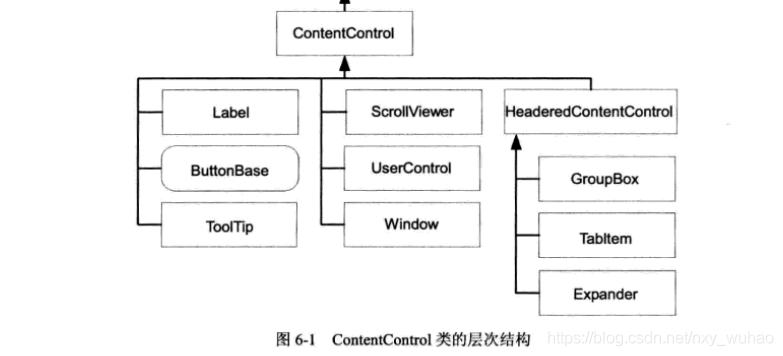 ContentControl
Label
ScrollViewer
HeaderedContentControl
ButtonBase
UserControl
GroupBox
ToolTip
Window
TabItem
Expander
图 6-1 ContentControl 类的层次结构
https://blog.csdn.net/nxy_wuhao